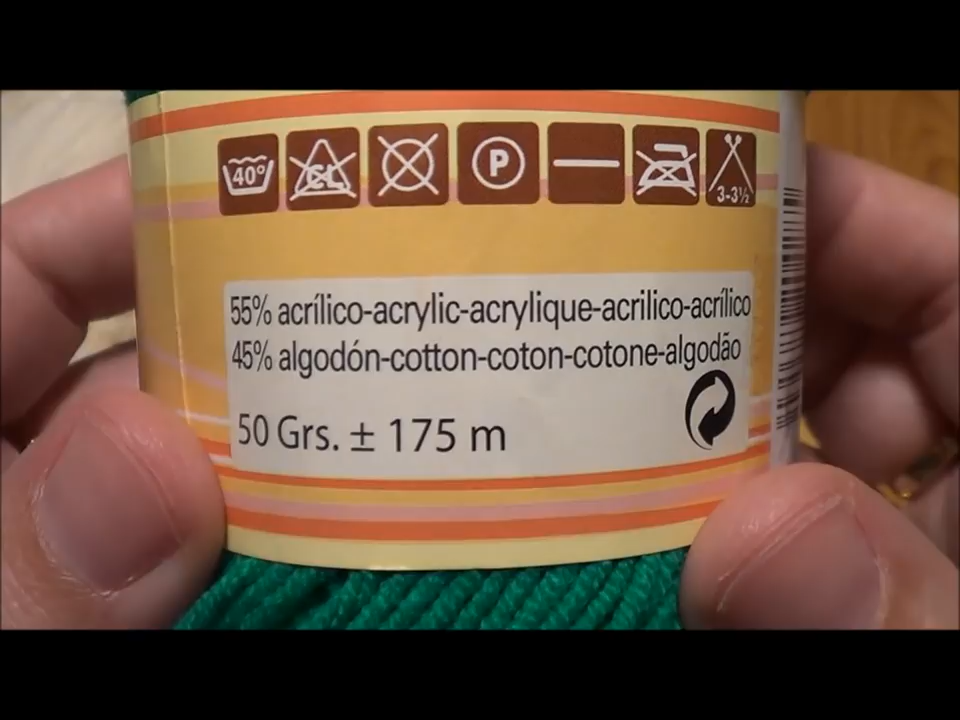 40° CL P 3-3½
55% acrílico-acrylic-acrylique-acrilico-acrílico
45% algodón-cotton-coton-cotone-algodão
50 Grs. ± 175 m